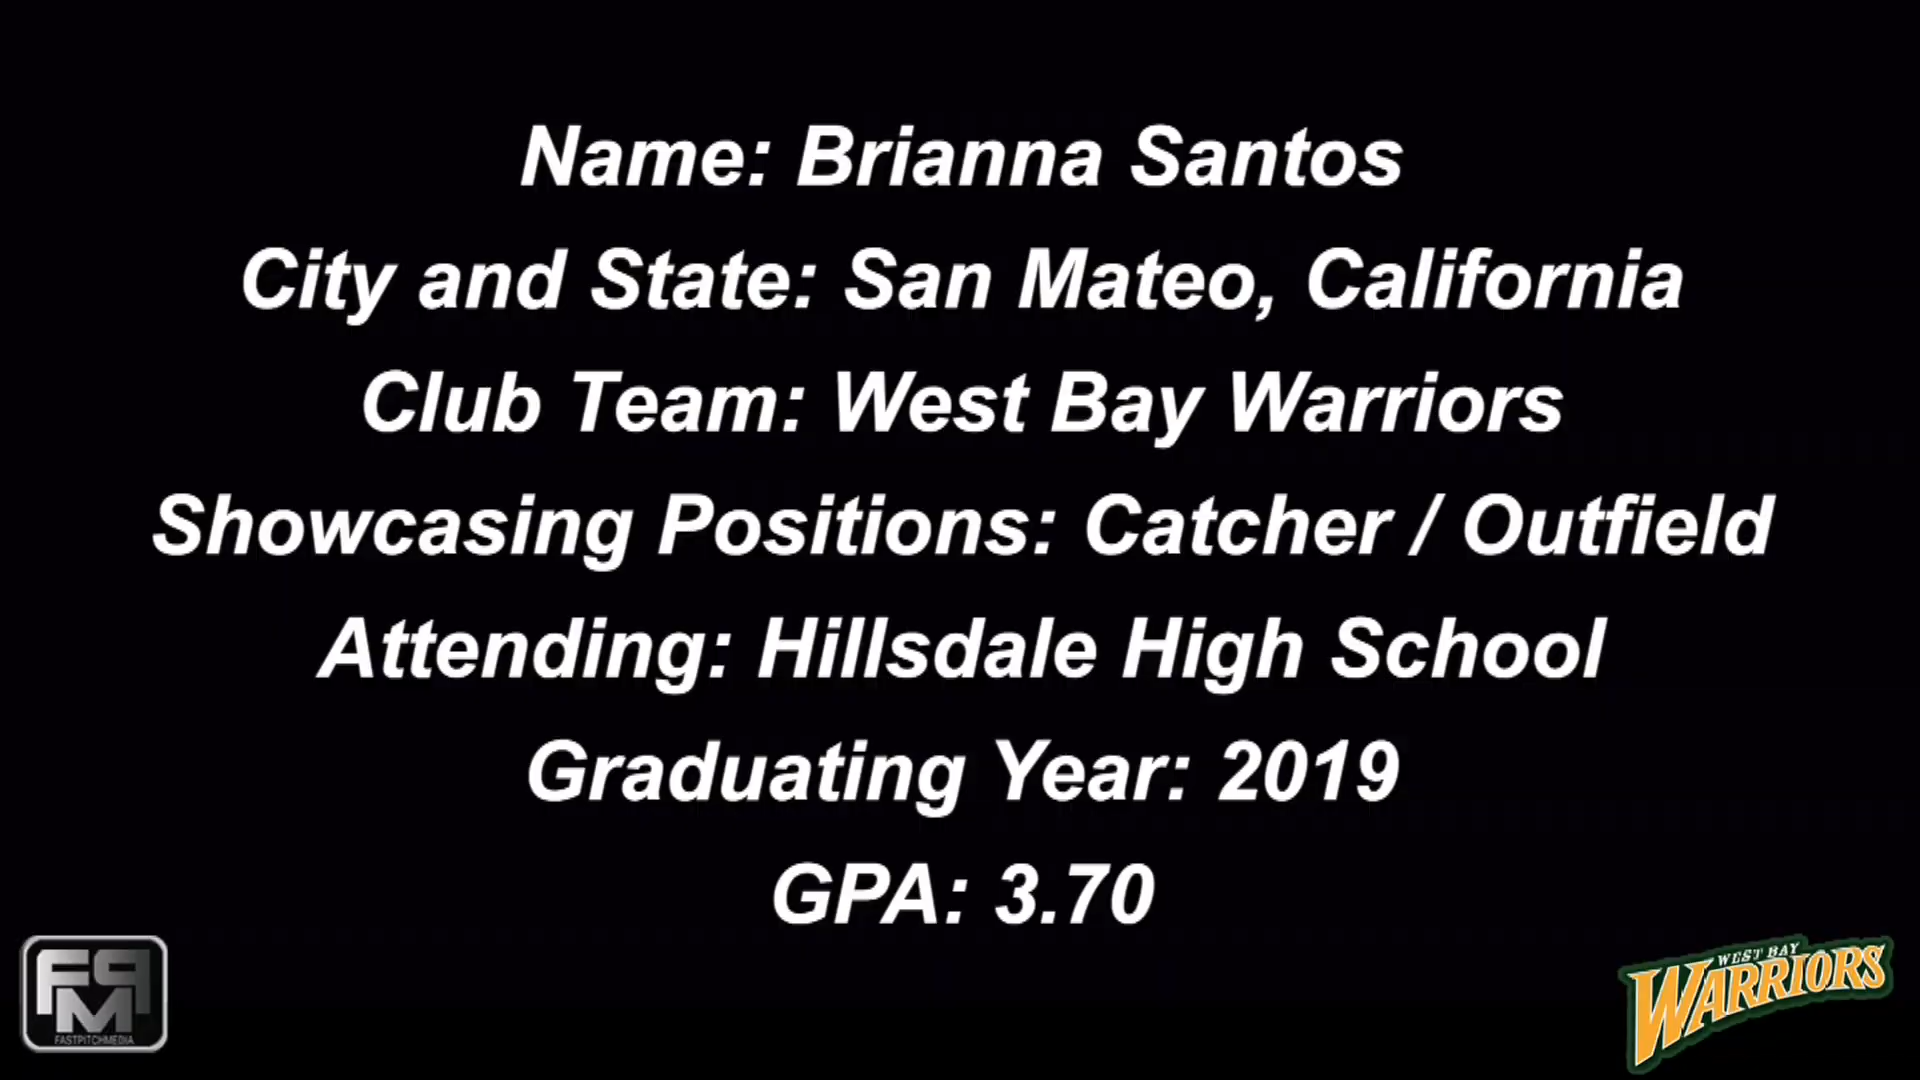 Name: Brianna Santos
City and State: San Mateo, California
Club Team: West Bay Warriors
Showcasing Positions: Catcher / Outfield
Attending: Hillsdale High School
Graduating Year: 2019
GPA: 3.70
FPM
FASTPITCHMEDIA
WEST BAY
WARRIORS